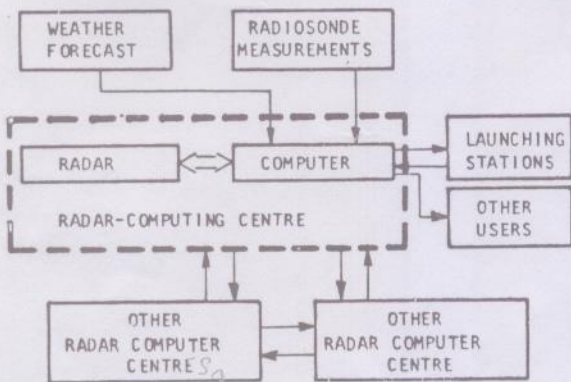 WEATHER
FORECAST
RADIOSONDE
MEASUREMENTS
RADAR
COMPUTER
LAUNCHING
STATIONS
RADAR-COMPUTING CENTRE
OTHER
USERS
OTHER
RADAR COMPUTER
CENTRES
OTHER
RADAR COMPUTER
CENTRE